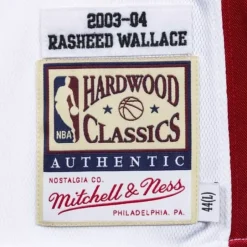 2003-04
RASHEED WALLACE
NBA
HARDWOOD
CLASSICS
AUTHENTIC
NOSTALGIA CO.
Mitchell & Ness
PHILADELPHIA, PA.
44(L)